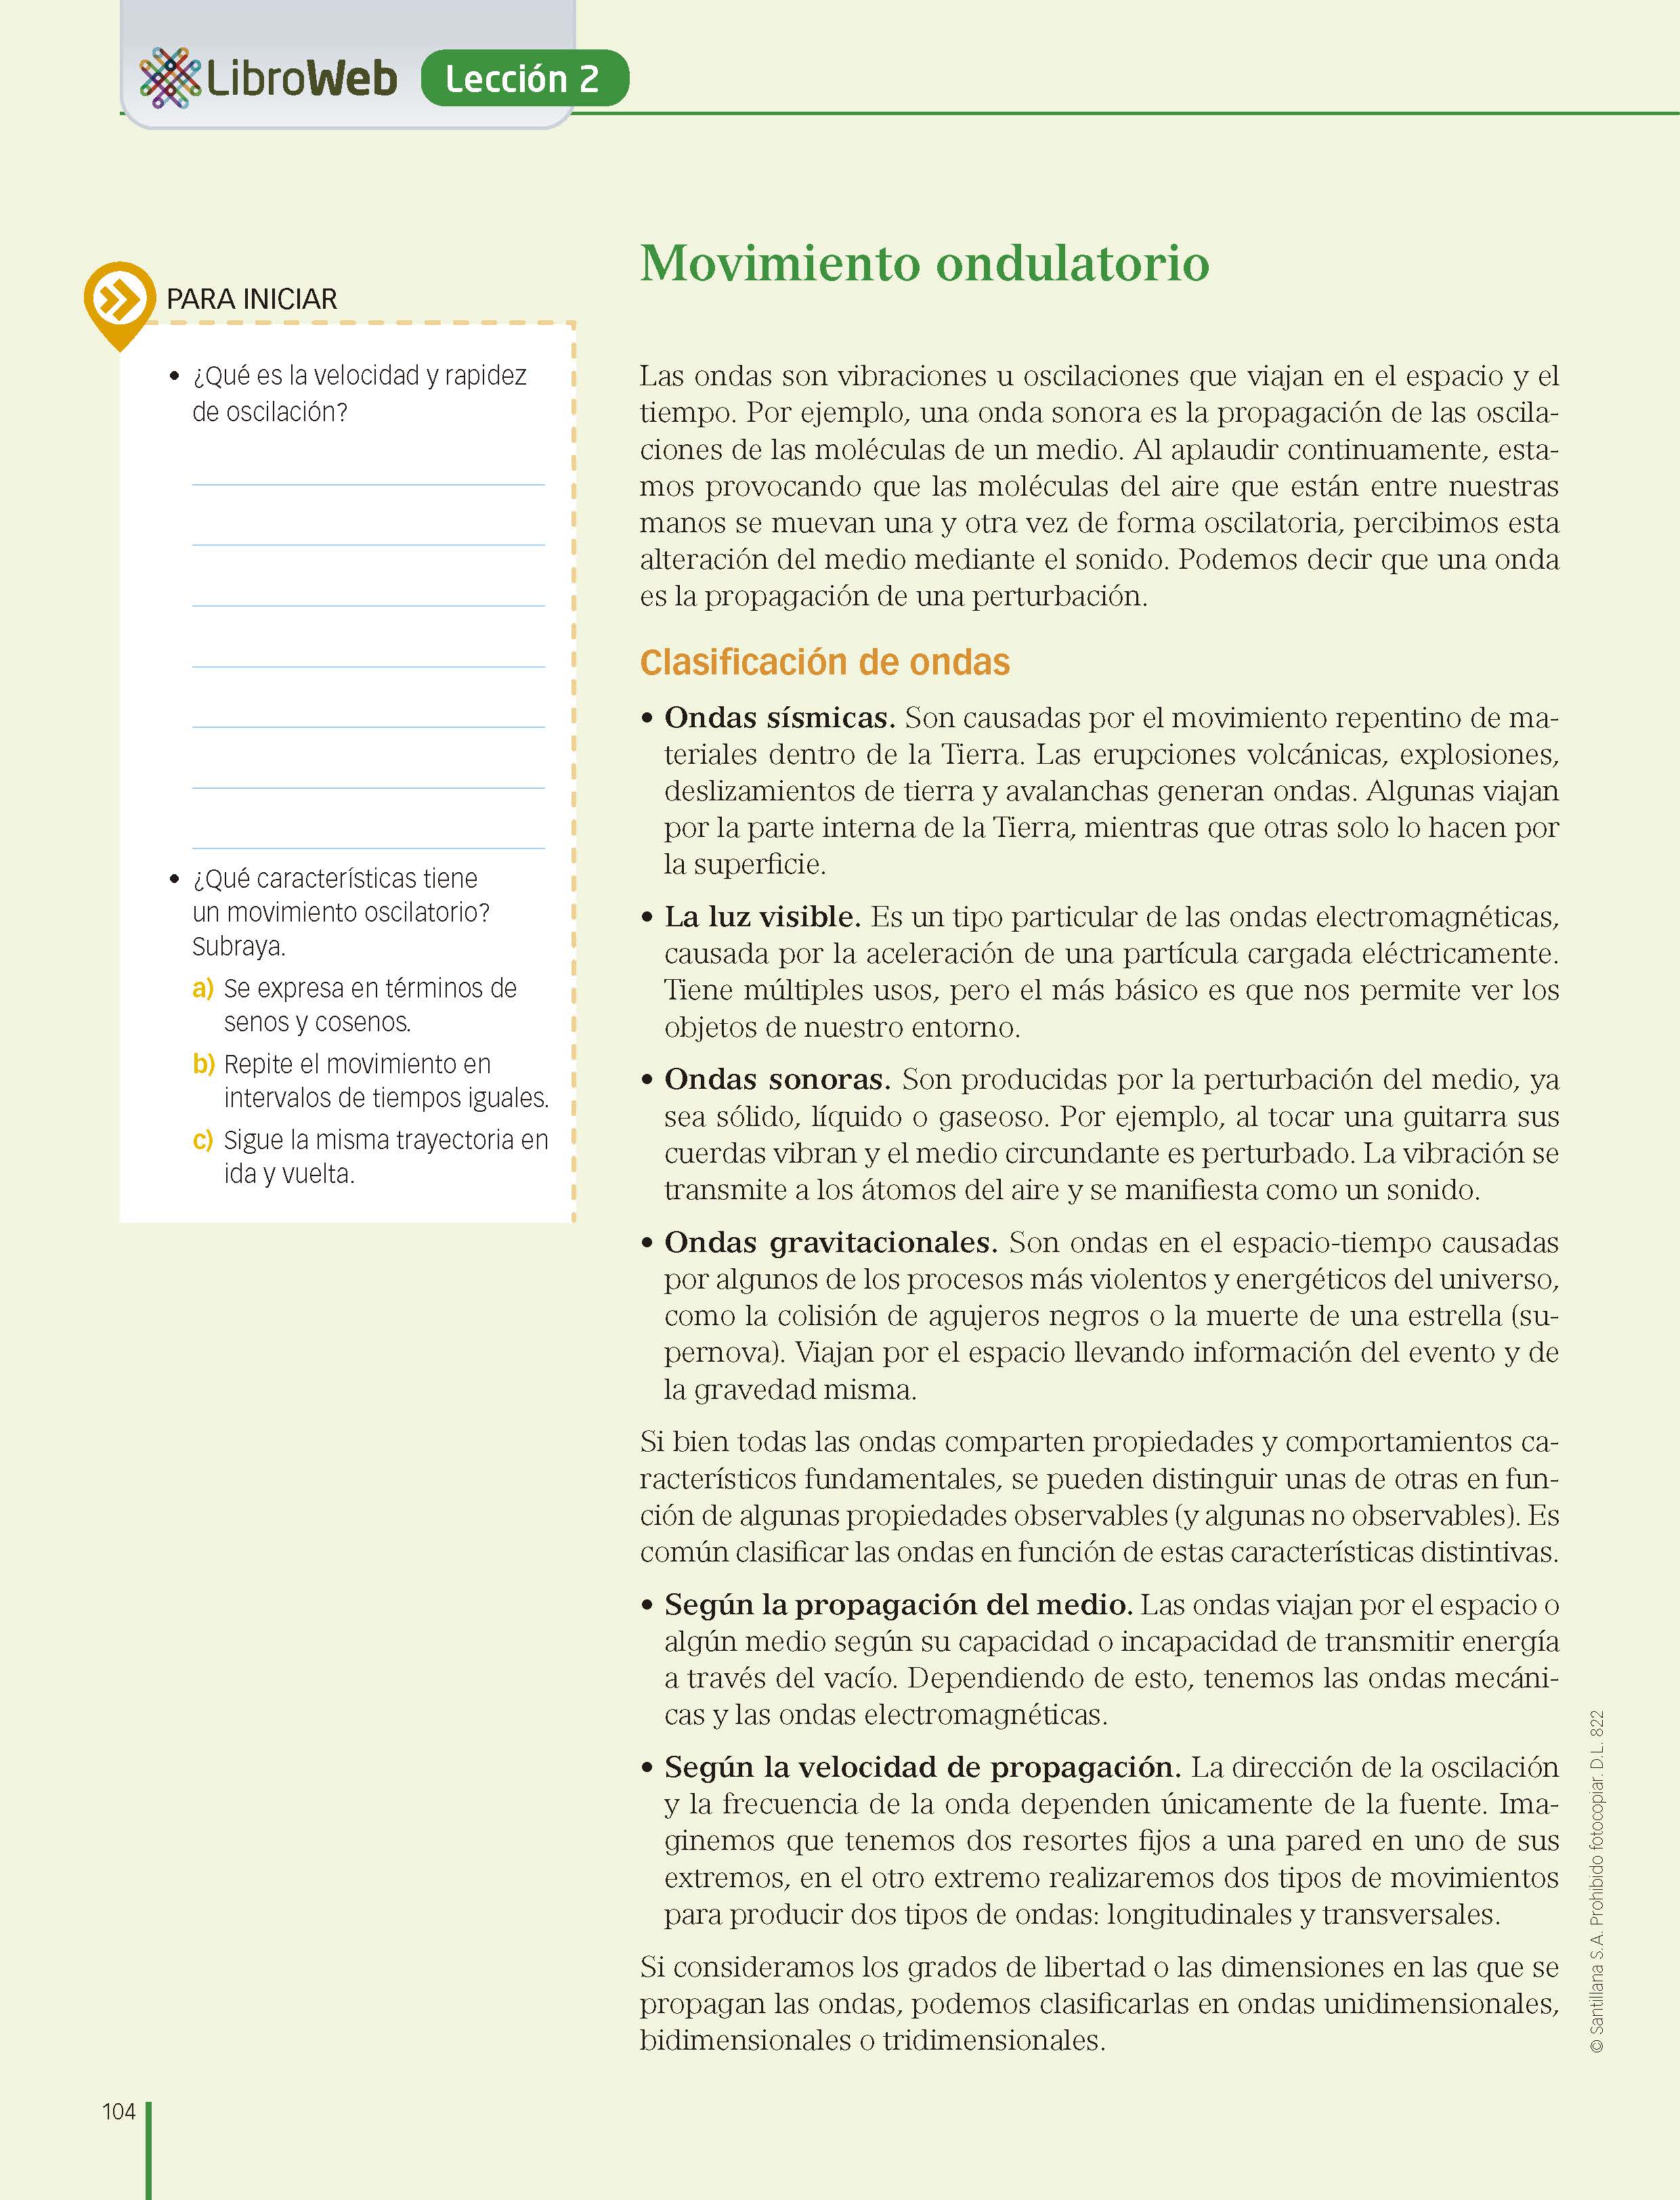 LibroWeb Lección 2
PARA INICIAR
• ¿Qué es la velocidad y rapidez
de oscilación?
• ¿Qué características tiene
un movimiento oscilatorio?
Subraya.
a) Se expresa en términos de
senos y cosenos.
b) Repite el movimiento en
intervalos de tiempos iguales.
c) Sigue la misma trayectoria en
ida y vuelta.
Movimiento ondulatorio
Las ondas son vibraciones u oscilaciones que viajan en el espacio y el
tiempo. Por ejemplo, una onda sonora es la propagación de las oscila-
ciones de las moléculas de un medio. Al aplaudir continuamente, esta-
mos provocando que las moléculas del aire que están entre nuestras
manos se muevan una y otra vez de forma oscilatoria, percibimos esta
alteración del medio mediante el sonido. Podemos decir que una onda
es la propagación de una perturbación.
Clasificación de ondas
• Ondas sísmicas. Son causadas por el movimiento repentino de ma-
teriales dentro de la Tierra. Las erupciones volcánicas, explosiones,
deslizamientos de tierra y avalanchas generan ondas. Algunas viajan
por la parte interna de la Tierra, mientras que otras solo lo hacen por
la superficie.
• La luz visible. Es un tipo particular de las ondas electromagnéticas,
causada por la aceleración de una partícula cargada eléctricamente.
Tiene múltiples usos, pero el más básico es que nos permite ver los
objetos de nuestro entorno.
• Ondas sonoras. Son producidas por la perturbación del medio, ya
sea sólido, líquido o gaseoso. Por ejemplo, al tocar una guitarra sus
cuerdas vibran y el medio circundante es perturbado. La vibración se
transmite a los átomos del aire y se manifiesta como un sonido.
• Ondas gravitacionales. Son ondas en el espacio-tiempo causadas
por algunos de los procesos más violentos y energéticos del universo,
como la colisión de agujeros negros o la muerte de una estrella (su-
pernova). Viajan por el espacio llevando información del evento y de
la gravedad misma.
Si bien todas las ondas comparten propiedades y comportamientos ca-
racterísticos fundamentales, se pueden distinguir unas de otras en fun-
ción de algunas propiedades observables (y algunas no observables). Es
común clasificar las ondas en función de estas características distintivas.
• Según la propagación del medio. Las ondas viajan por el espacio o
algún medio según su capacidad o incapacidad de transmitir energía
a través del vacío. Dependiendo de esto, tenemos las ondas mecáni-
cas y las ondas electromagnéticas.
• Según la velocidad de propagación. La dirección de la oscilación
y la frecuencia de la onda dependen únicamente de la fuente. Ima-
ginemos que tenemos dos resortes fijos a una pared en uno de sus
extremos, en el otro extremo realizaremos dos tipos de movimientos
para producir dos tipos de ondas: longitudinales y transversales.
Si consideramos los grados de libertad o las dimensiones en las que se
propagan las ondas, podemos clasificarlas en ondas unidimensionales,
bidimensionales o tridimensionales.
© Santillana S.A. Prohibido fotocopiar. D.L. 822
104